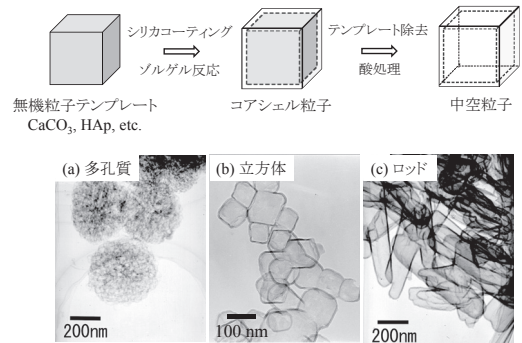 シリカコーティング
ゾルゲル反応
テンプレート除去
酸処理
無機粒子テンプレート
CaCO3, HAp, etc.
コアシェル粒子
中空粒子
(a) 多孔質
(b) 立方体
(c) ロッド
200nm
100 nm
200nm